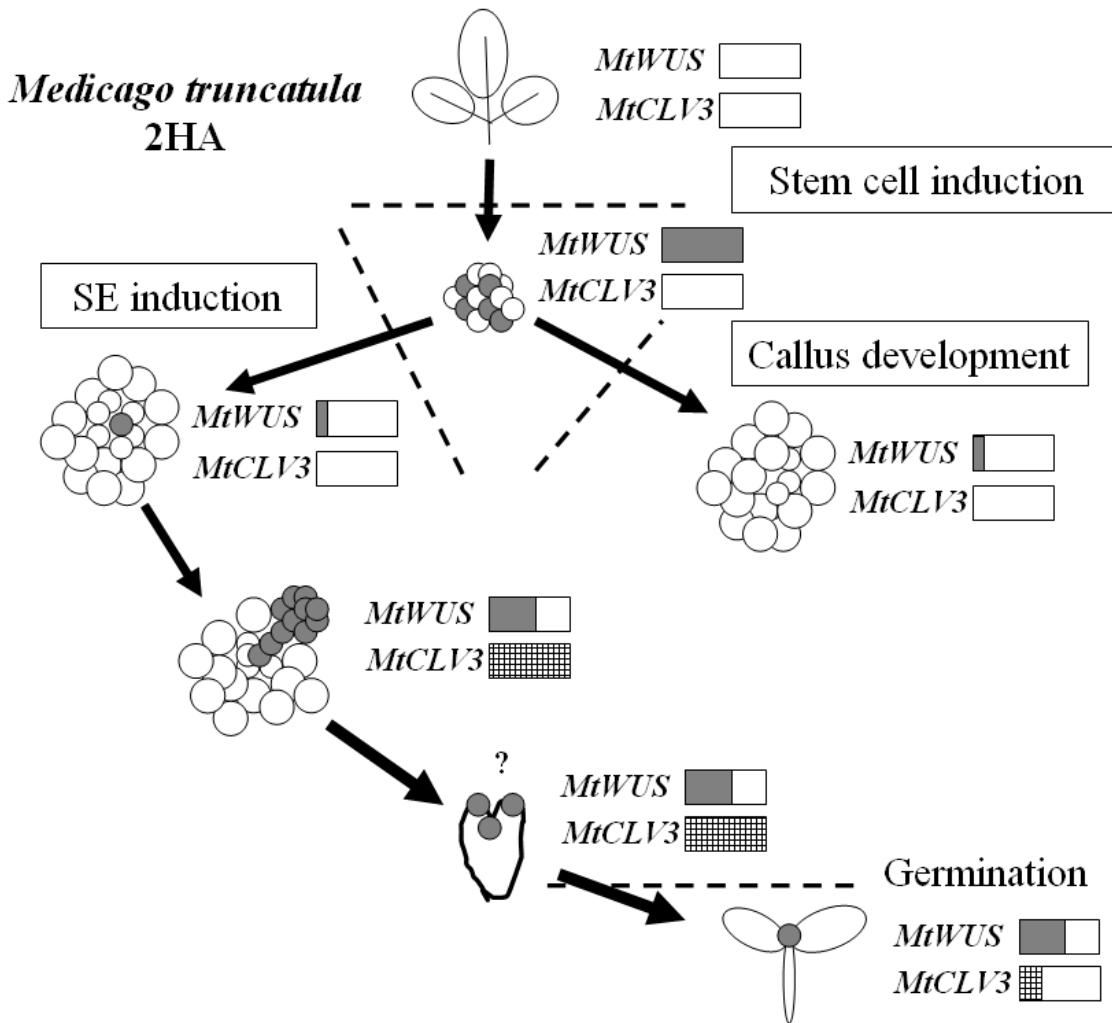 Medicago truncatula
2HA
MtWUS
MtCLV3
Stem cell induction
MtWUS
MtCLV3
SE induction
Callus development
MtWUS
MtCLV3
MtWUS
MtCLV3
MtWUS
MtCLV3
?
MtWUS
MtCLV3
Germination
MtWUS
MtCLV3